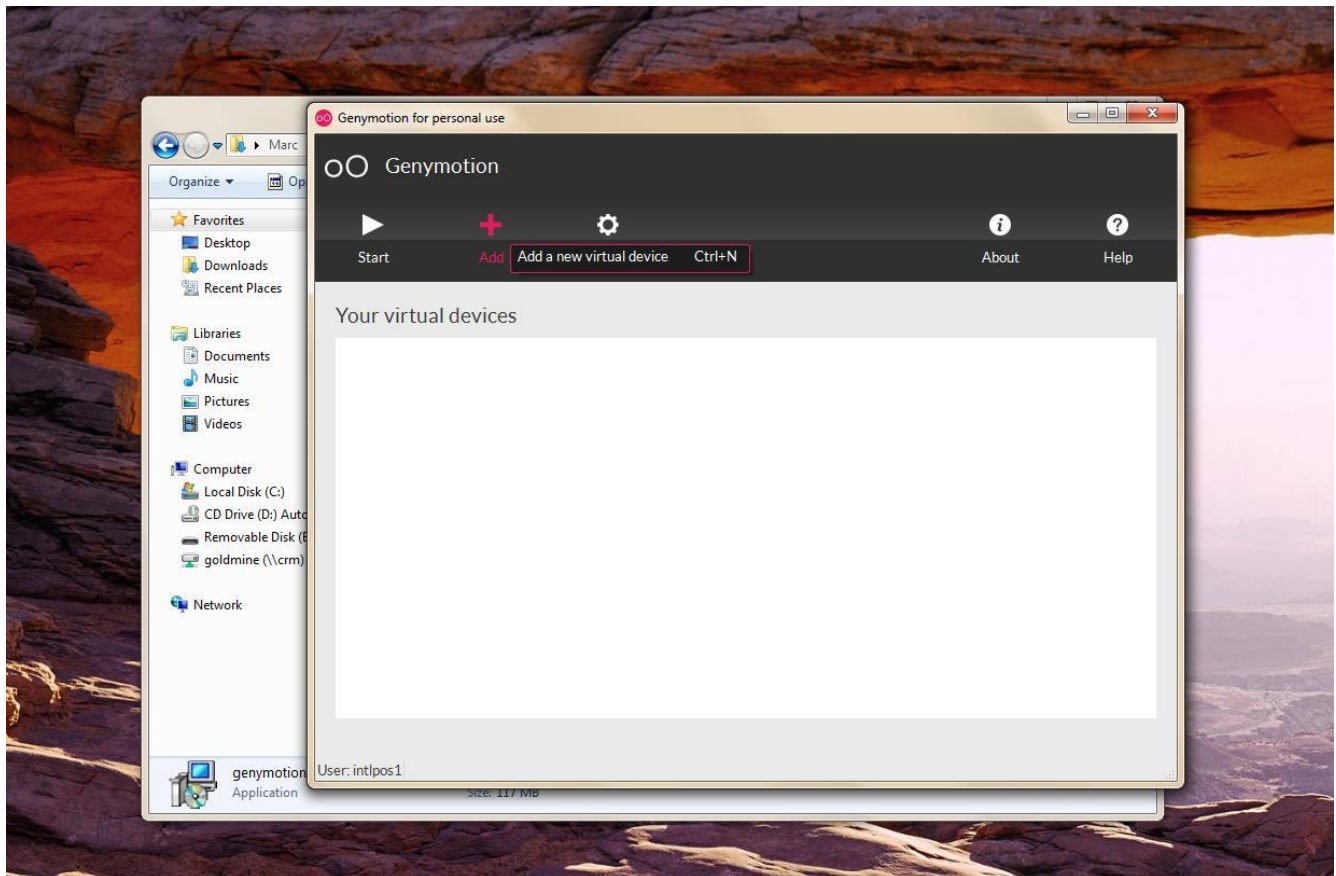 Genymotion for personal use
Genymotion
Start
Add
Add a new virtual device Ctrl+N
About
Help
Your virtual devices
User: intlpos1
Marc
Organize
Favorites
Desktop
Downloads
Recent Places
Libraries
Documents
Music
Pictures
Videos
Computer
Local Disk (C:)
CD Drive (D:) Auto
Removable Disk (
goldmine (\\crm)
Network
genymotion
Application
Size: 117 MB